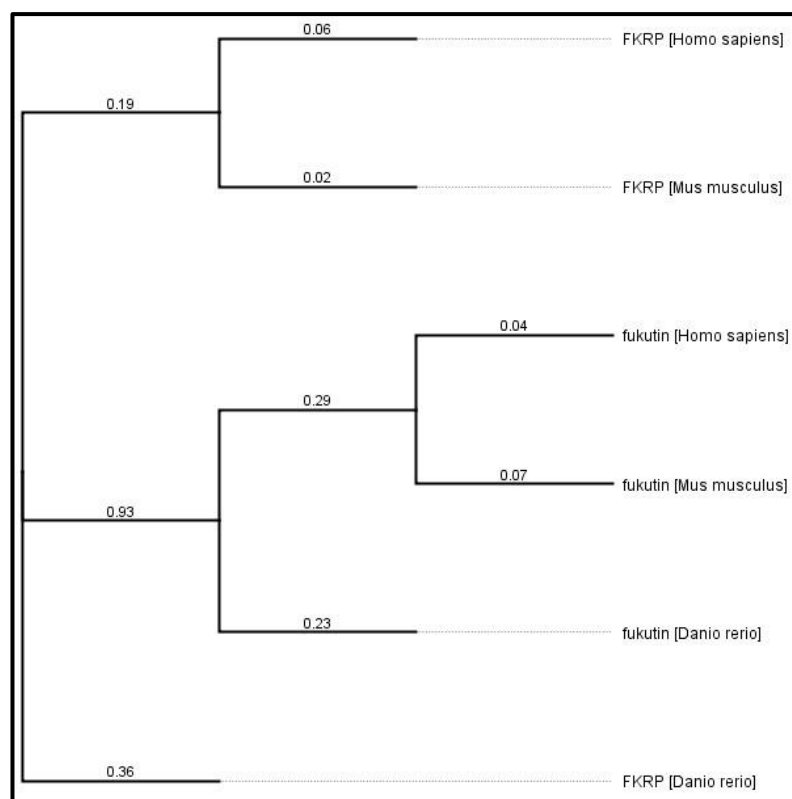 0.06
FKRP [Homo sapiens]
0.19
0.02
FKRP [Mus musculus]
0.04
fukutin [Homo sapiens]
0.29
0.07
fukutin [Mus musculus]
0.93
0.23
fukutin [Danio rerio]
0.36
FKRP [Danio rerio]